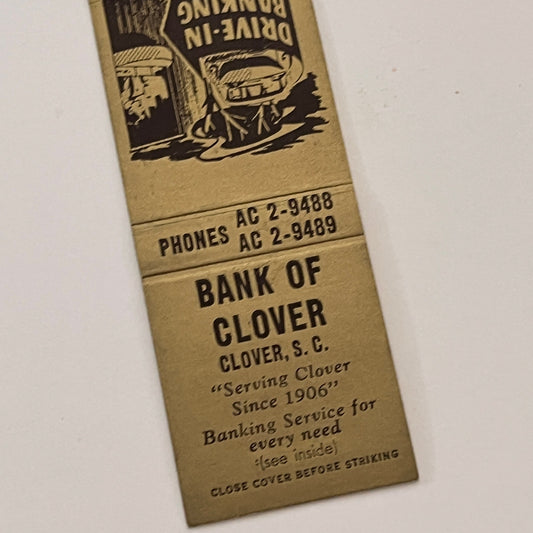 DRIVE-IN
BANKING
PHONES AC 2-9488
AC 2-9489
BANK OF
CLOVER
CLOVER, S. C.
"Serving Clover
Since 1906"
Banking Service for
every need
(see inside)
CLOSE COVER BEFORE STRIKING